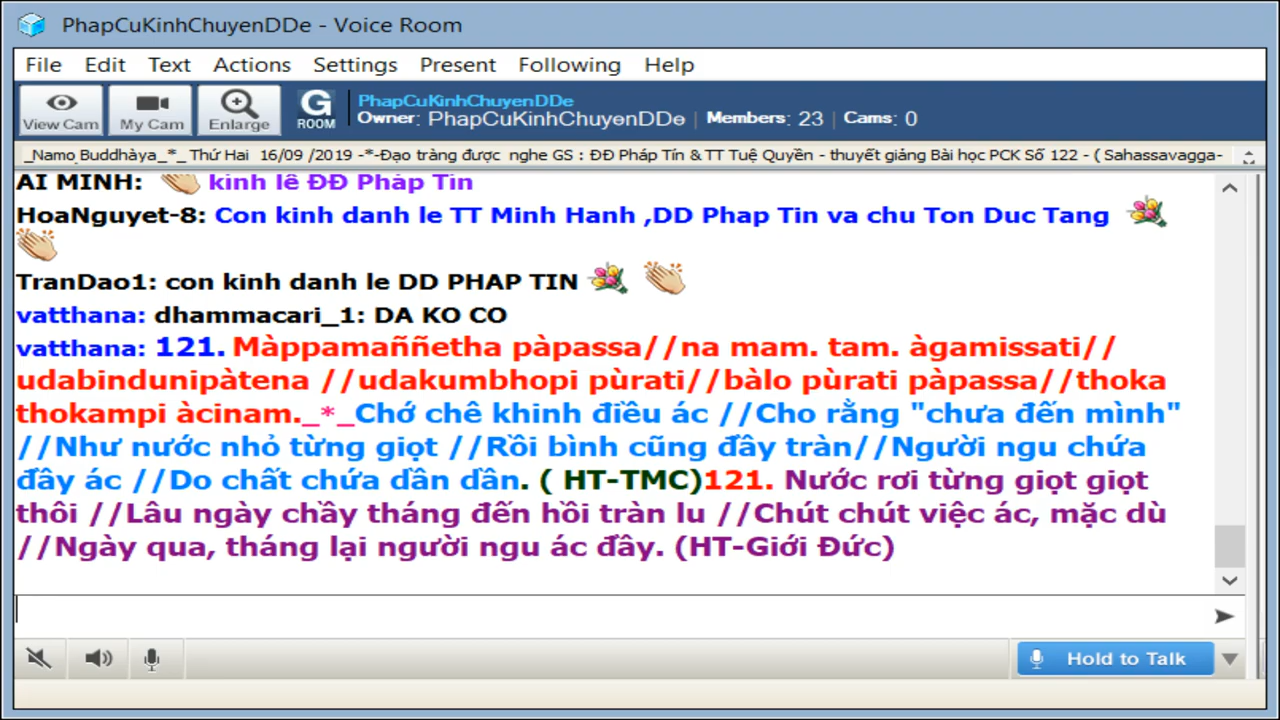 PhapCuKinhChuyenDDe - Voice Room
File Edit Text Actions Settings Present Following Help
View Cam My Cam Enlarge G ROOM PhapCuKinhChuyenDDe
Owner: PhapCuKinhChuyenDDe | Members: 23 | Cams: 0
_Namo Buddhàya_*_ Thứ Hai 16/09 /2019 -*-Đạo tràng được nghe GS : ĐĐ Pháp Tín & TT Tuệ Quyền - thuyết giảng Bài học PCK Số 122 - ( Sahassavagga-
AI MINH: kính lễ ĐĐ Pháp Tín
HoaNguyet-8: Con kinh danh le TT Minh Hanh ,DD Phap Tin va chu Ton Duc Tang
TranDao1: con kinh danh le DD PHAP TIN
vatthana: dhammacari_1: DA KO CO
vatthana: 121. Màppamaññetha pàpassa//na mam. tam. àgamissati//
udabindunipàtena //udakumbhopi pùrati//bàlo pùrati pàpassa//thoka
thokampi àcinam._*_Chớ chê khinh điều ác //Cho rằng "chưa đến mình"
//Như nước nhỏ từng giọt //Rồi bình cũng đầy tràn//Người ngu chứa
đầy ác //Do chất chứa dần dần. ( HT-TMC)121. Nước rơi từng giọt giọt
thôi //Lâu ngày chầy tháng đến hồi tràn lu //Chút chút việc ác, mặc dù
//Ngày qua, tháng lại người ngu ác đầy. (HT-Giới Đức)
Hold to Talk